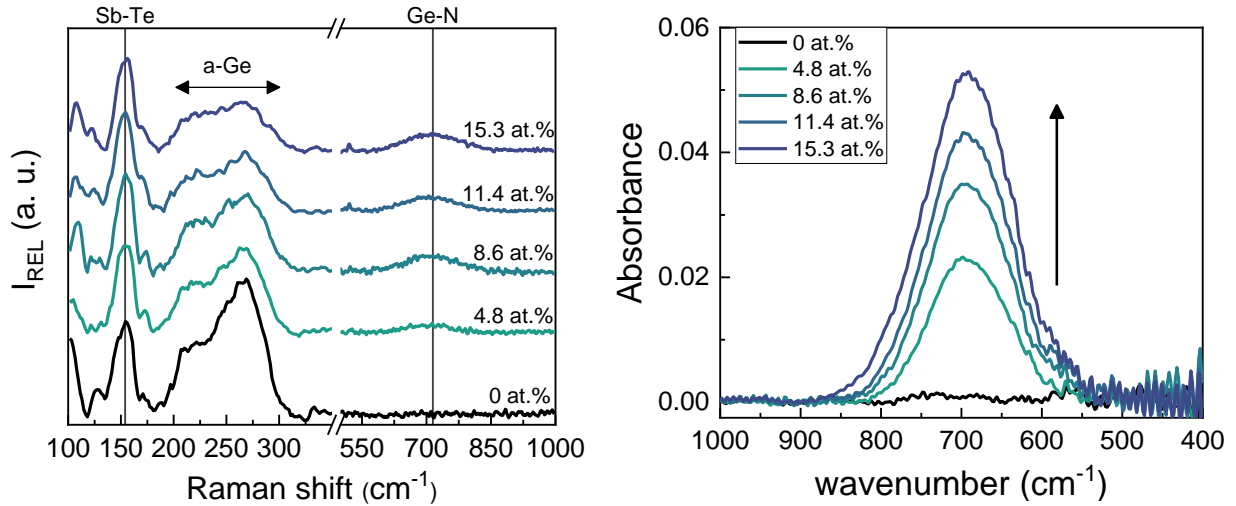 Sb-Te
Ge-N
a-Ge
15.3 at.%
11.4 at.%
8.6 at.%
4.8 at.%
0 at.%
I_REL (a. u.)
100 150 200 250 300 550 700 850 1000
Raman shift (cm⁻¹)
0.06
0.04
0.02
0.00
Absorbance
0 at.%
4.8 at.%
8.6 at.%
11.4 at.%
15.3 at.%
1000 900 800 700 600 500 400
wavenumber (cm⁻¹)